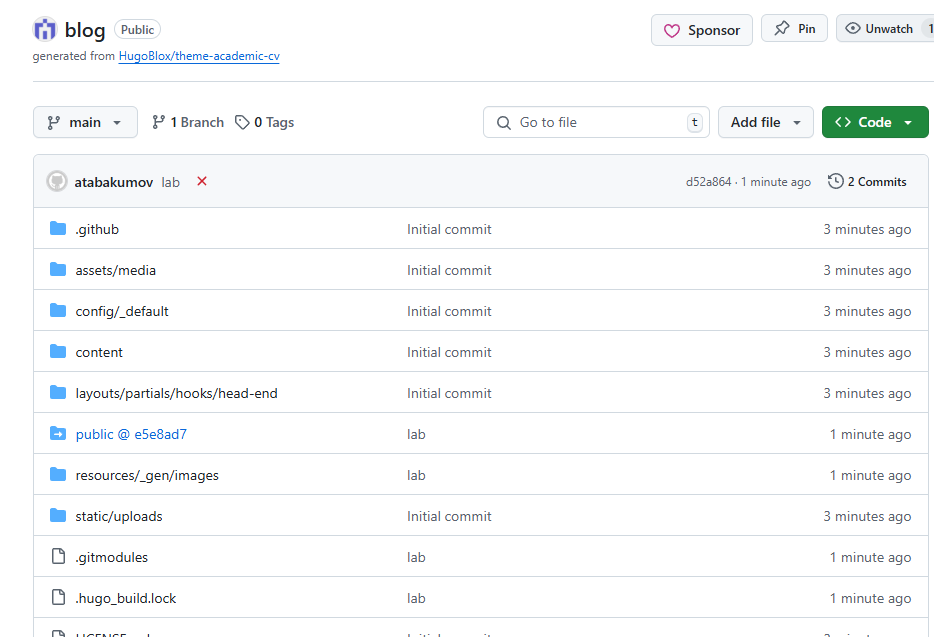 blog Public Sponsor Pin Unwatch 1
generated from HugoBlox/theme-academic-cv
main 1 Branch 0 Tags Go to file t Add file Code
atabakumov lab d52a864 · 1 minute ago 2 Commits
.github Initial commit 3 minutes ago
assets/media Initial commit 3 minutes ago
config/_default Initial commit 3 minutes ago
content Initial commit 3 minutes ago
layouts/partials/hooks/head-end Initial commit 3 minutes ago
public @ e5e8ad7 lab 1 minute ago
resources/_gen/images lab 1 minute ago
static/uploads Initial commit 3 minutes ago
.gitmodules lab 1 minute ago
.hugo_build.lock lab 1 minute ago